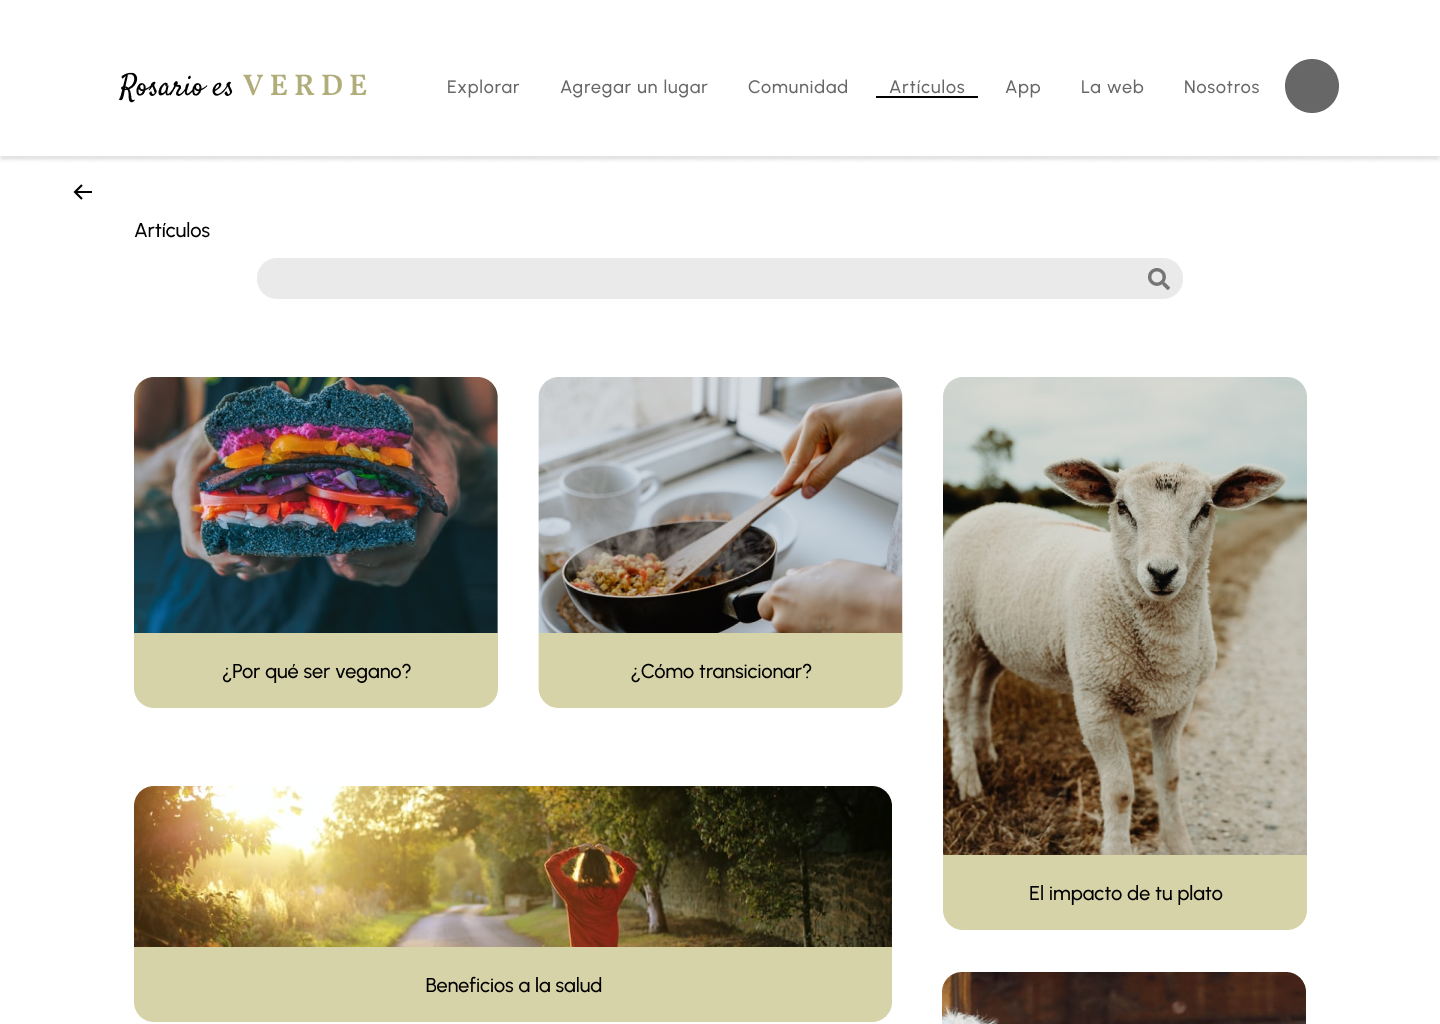 Rosario es VERDE
Explorar Agregar un lugar Comunidad Artículos App La web Nosotros
Artículos
¿Por qué ser vegano?
¿Cómo transicionar?
El impacto de tu plato
Beneficios a la salud